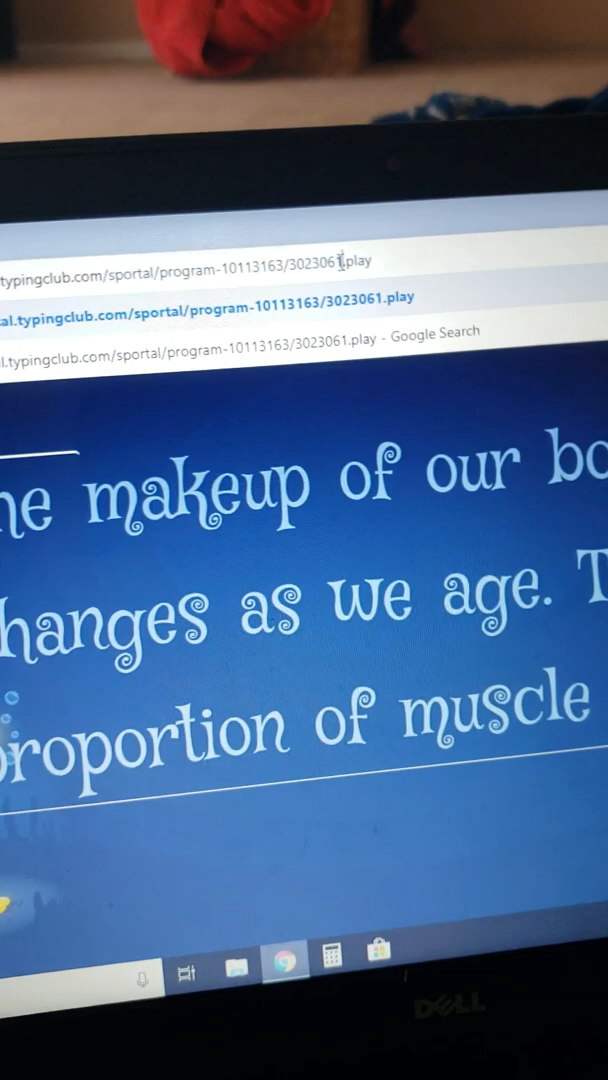 typingclub.com/sportal/program-10113163/3023061.play
al.typingclub.com/sportal/program-10113163/3023061.play
l.typingclub.com/sportal/program-10113163/3023061.play - Google Search
he makeup of our bo
hanges as we age. T
proportion of muscle
DELL